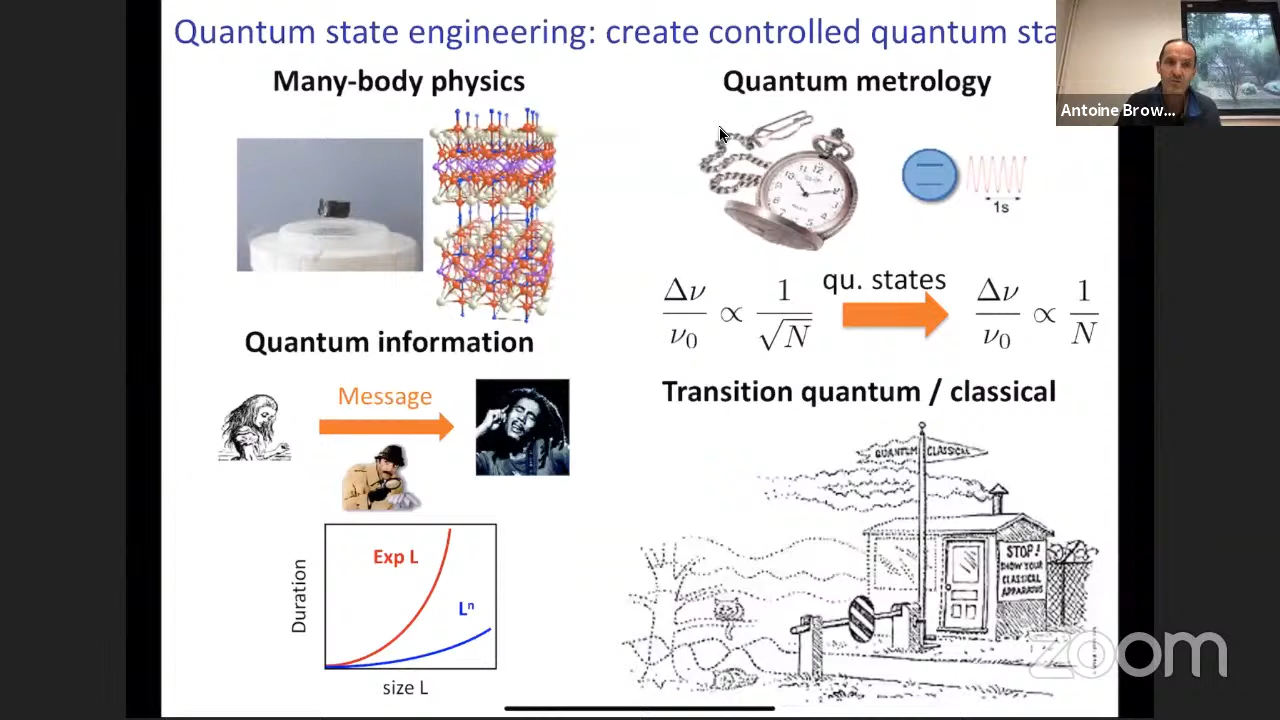 Quantum state engineering: create controlled quantum sta
Antoine Brow...
Many-body physics
Quantum metrology
12
1s
Δν/ν₀ ∝ 1/√N
qu. states
Δν/ν₀ ∝ 1/N
Quantum information
Message
Transition quantum / classical
QUANTUM CLASSICAL
STOP!
SHOW YOUR
CLASSICAL
APPARATUS
Duration
Exp L
Lⁿ
size L
zoom